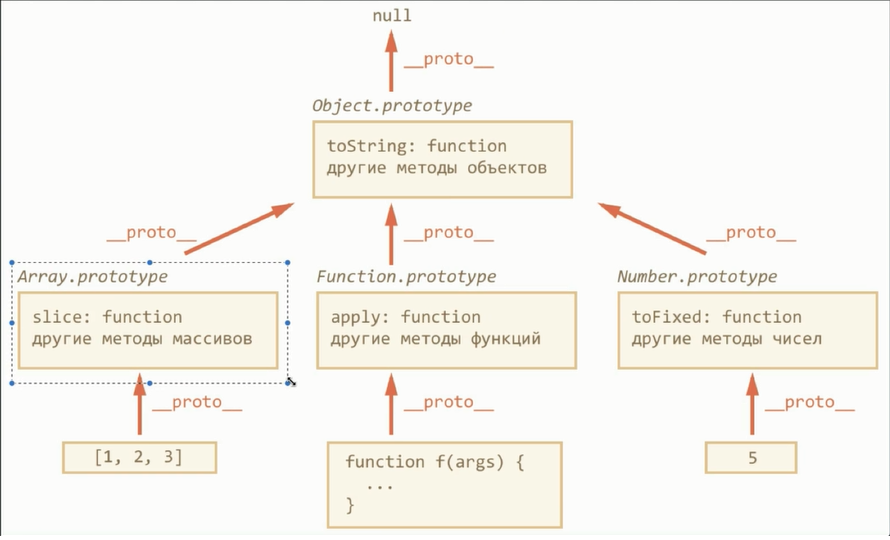 null
__proto__
Object.prototype
toString: function
другие методы объектов
__proto__
__proto__
__proto__
Array.prototype
slice: function
другие методы массивов
Function.prototype
apply: function
другие методы функций
Number.prototype
toFixed: function
другие методы чисел
__proto__
__proto__
__proto__
[1, 2, 3]
function f(args) {
...
}
5